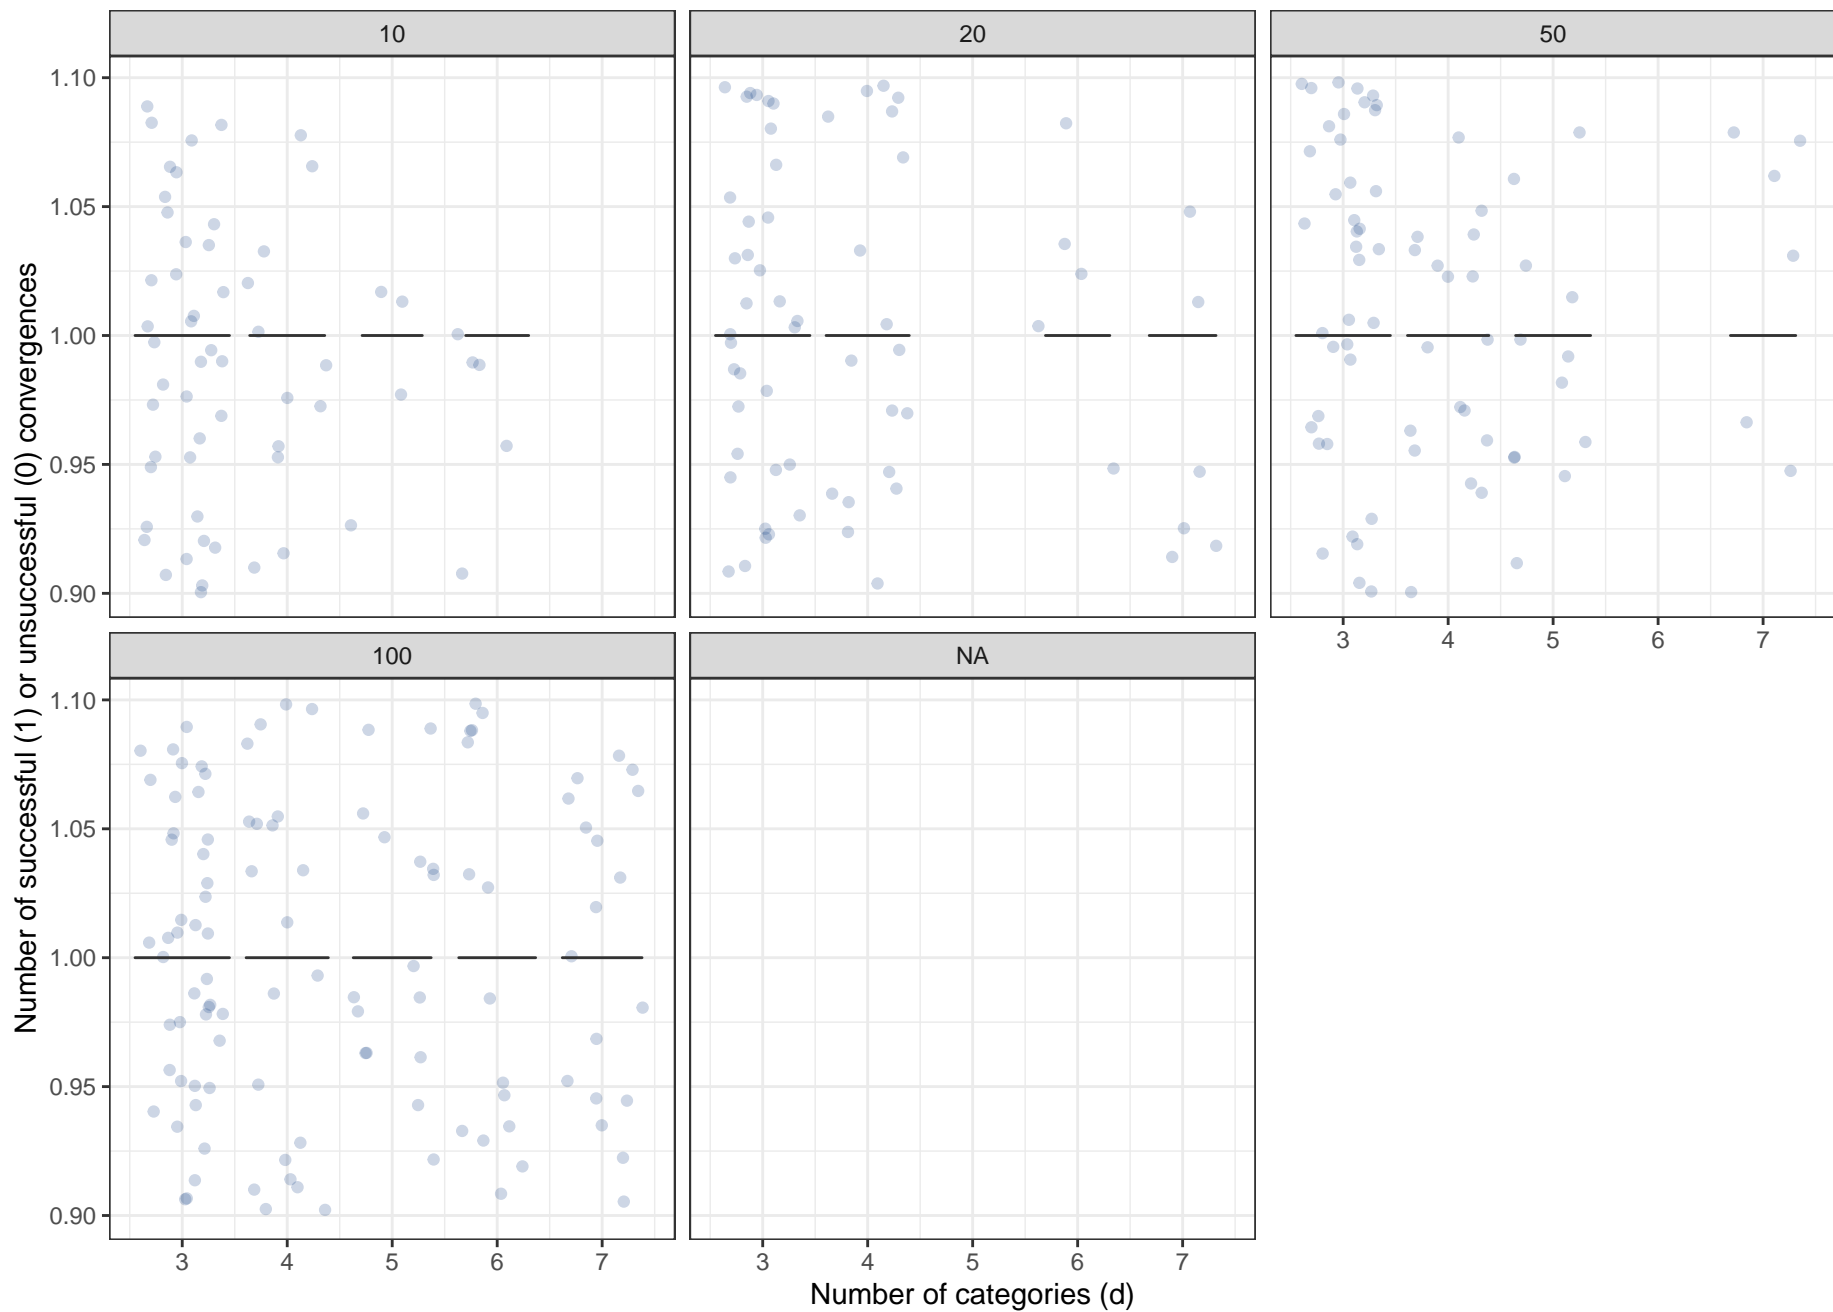 10
20
50
1.10
1.05
1.00
0.95
0.90
3 4 5 6 7
100
NA
1.10
1.05
1.00
0.95
0.90
3 4 5 6 7
3 4 5 6 7
Number of categories (d)
Number of successful (1) or unsuccessful (0) convergences